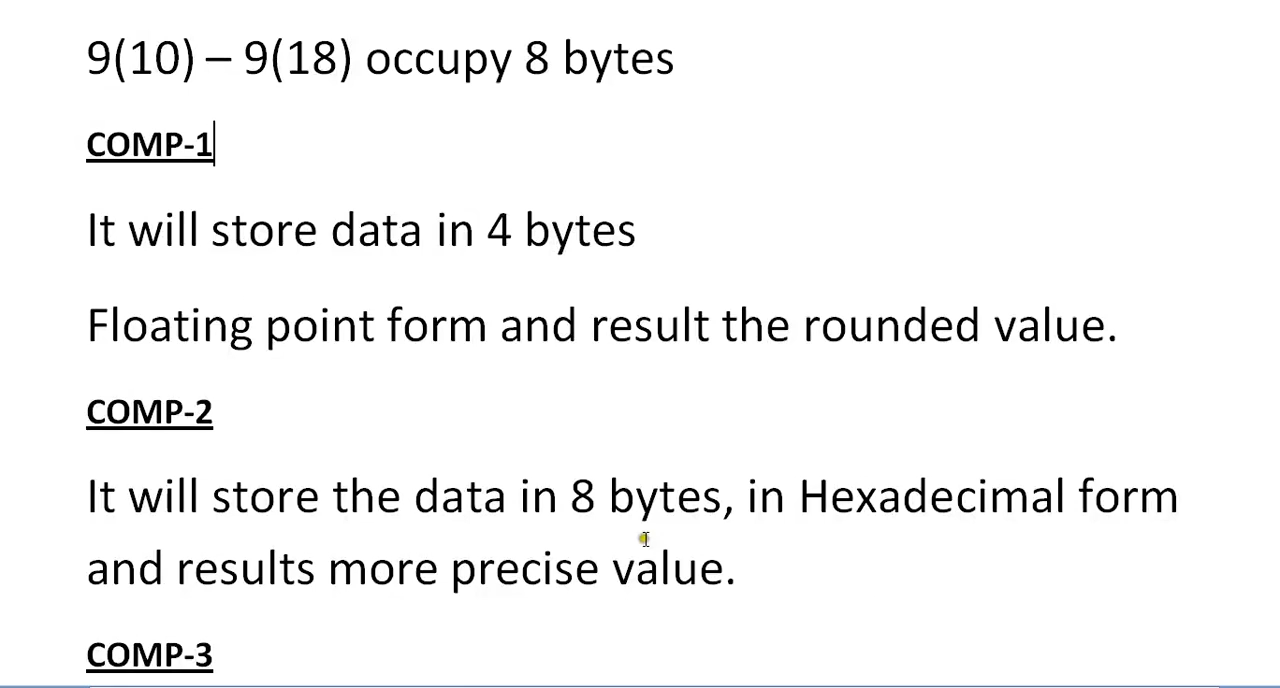 9(10) – 9(18) occupy 8 bytes
COMP-1
It will store data in 4 bytes
Floating point form and result the rounded value.
COMP-2
It will store the data in 8 bytes, in Hexadecimal form
and results more precise value.
COMP-3